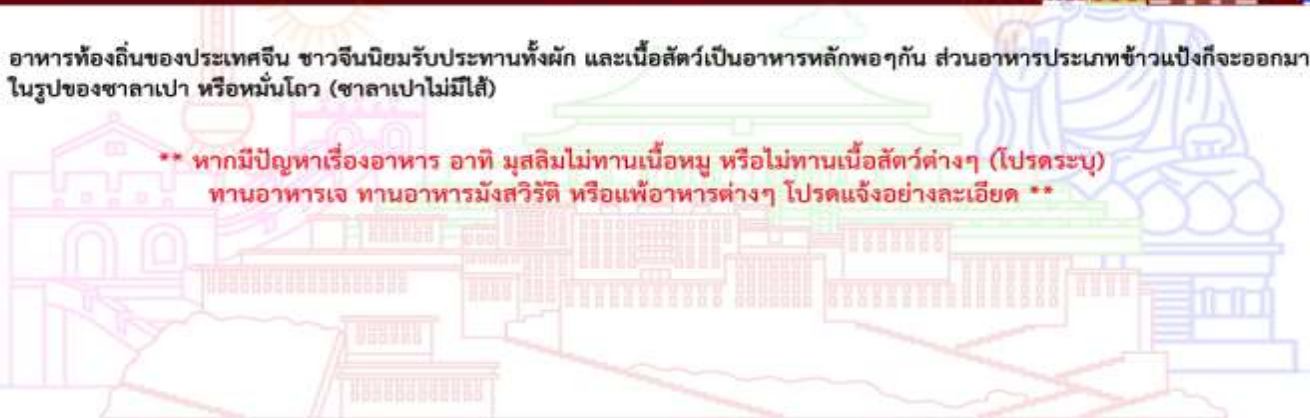 อาหารท้องถิ่นของประเทศจีน ชาวจีนนิยมรับประทานทั้งผัก และเนื้อสัตว์เป็นอาหารหลักพอๆกัน ส่วนอาหารประเภทข้าวแป้งก็จะออกมา
ในรูปของซาลาเปา หรือหมั่นโถว (ซาลาเปาไม่มีไส้)
** หากมีปัญหาเรื่องอาหาร อาทิ มุสลิมไม่ทานเนื้อหมู หรือไม่ทานเนื้อสัตว์ต่างๆ (โปรดระบุ)
ทานอาหารเจ ทานอาหารมังสวิรัติ หรือแพ้อาหารต่างๆ โปรดแจ้งอย่างละเอียด **